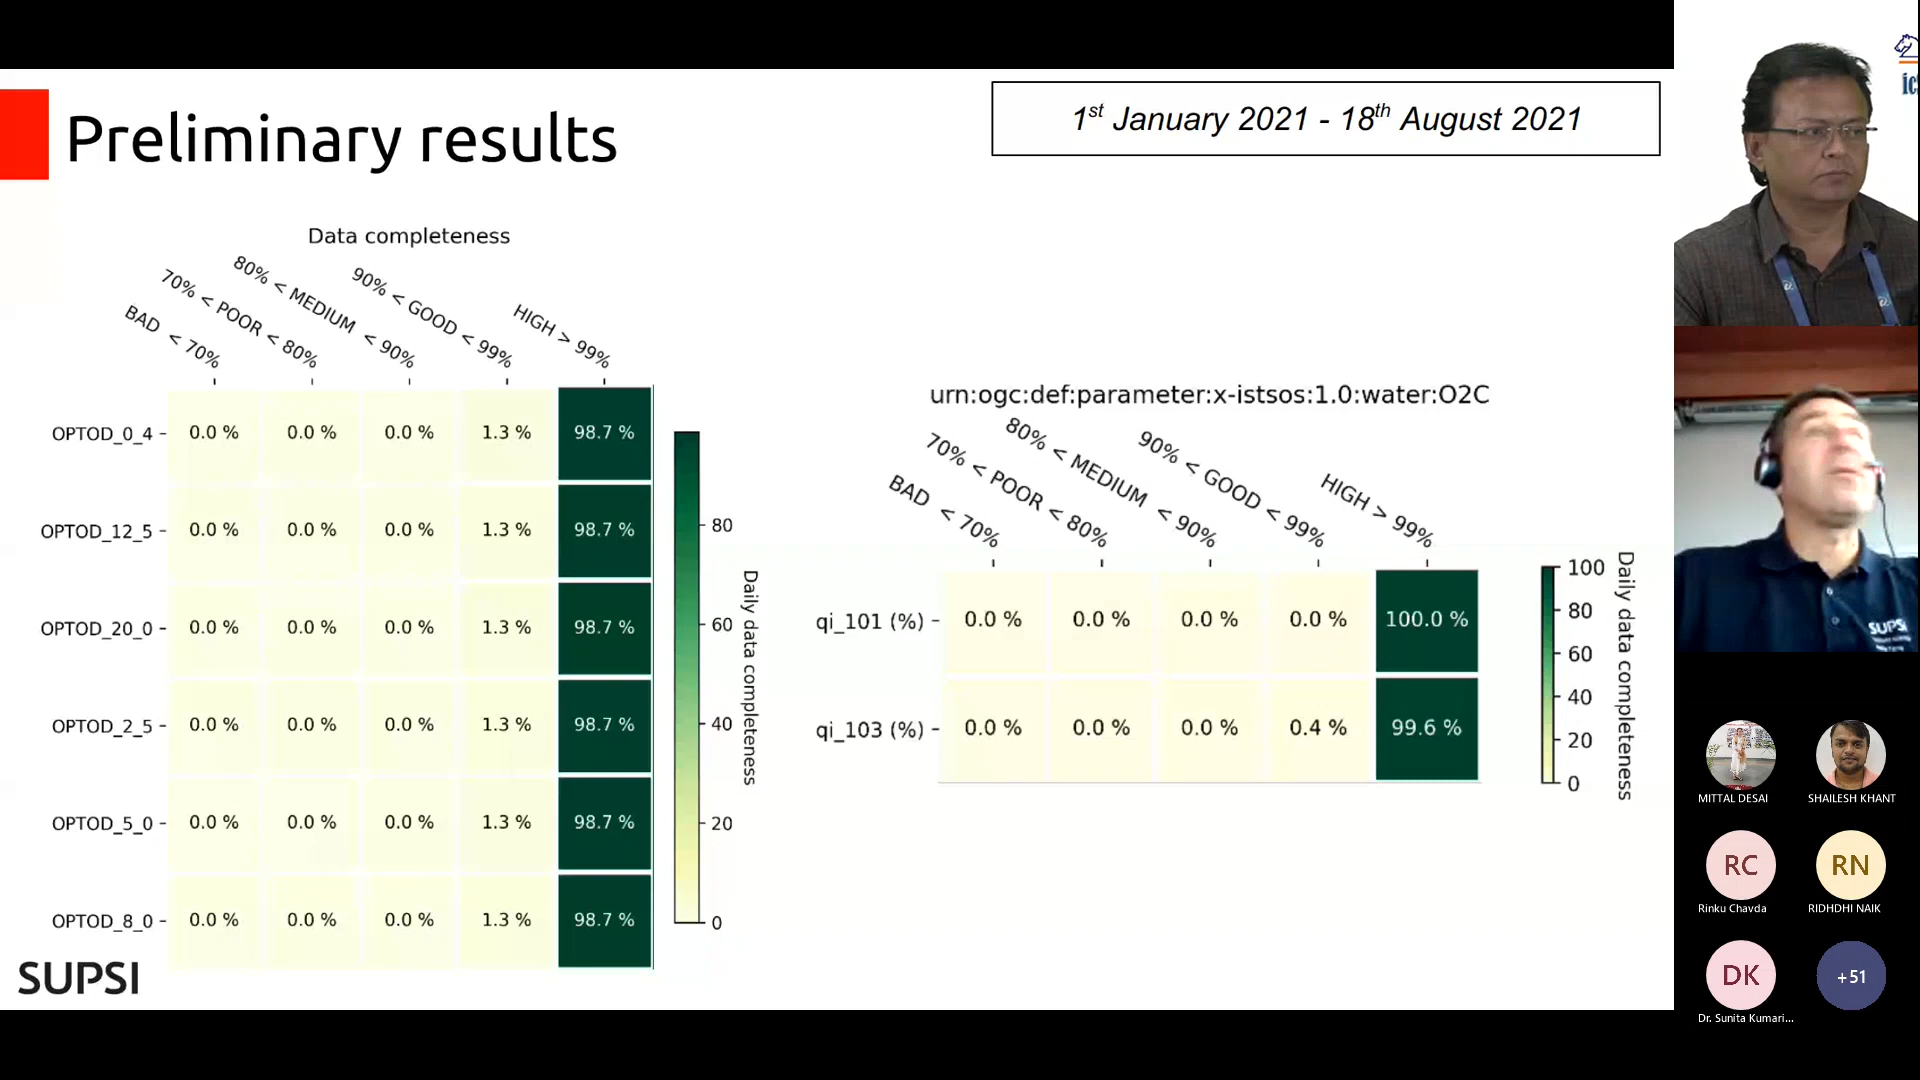 Preliminary results
1st January 2021 - 18th August 2021
Data completeness
BAD < 70%
70% < POOR < 80%
80% < MEDIUM < 90%
90% < GOOD < 99%
HIGH > 99%
OPTOD_0_4 0.0 % 0.0 % 0.0 % 1.3 % 98.7 %
OPTOD_12_5 0.0 % 0.0 % 0.0 % 1.3 % 98.7 %
OPTOD_20_0 0.0 % 0.0 % 0.0 % 1.3 % 98.7 %
OPTOD_2_5 0.0 % 0.0 % 0.0 % 1.3 % 98.7 %
OPTOD_5_0 0.0 % 0.0 % 0.0 % 1.3 % 98.7 %
OPTOD_8_0 0.0 % 0.0 % 0.0 % 1.3 % 98.7 %
80
60
40
20
0
Daily data completeness
urn:ogc:def:parameter:x-istsos:1.0:water:O2C
BAD < 70%
70% < POOR < 80%
80% < MEDIUM < 90%
90% < GOOD < 99%
HIGH > 99%
qi_101 (%) 0.0 % 0.0 % 0.0 % 0.0 % 100.0 %
qi_103 (%) 0.0 % 0.0 % 0.0 % 0.4 % 99.6 %
100
80
60
40
20
0
Daily data completeness
SUPSI
ic
SUPSI
MITTAL DESAI
SHAILESH KHANT
RC
Rinku Chavda
RN
RIDHDHI NAIK
DK
Dr. Sunita Kumari...
+51